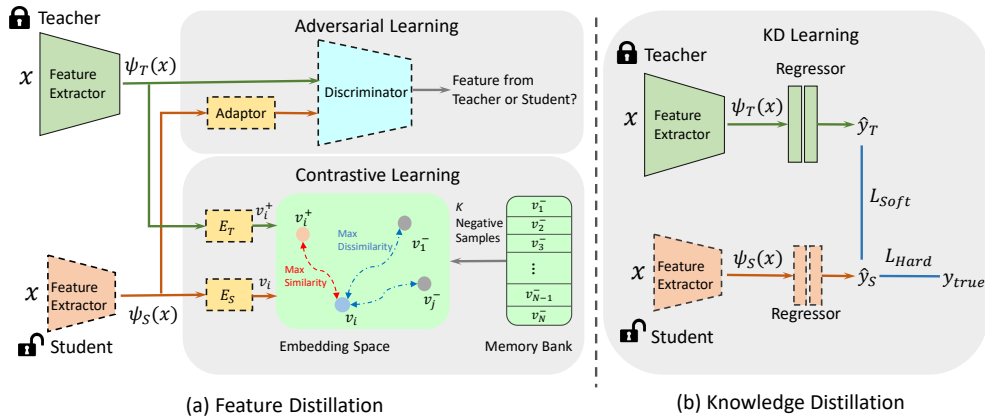 Teacher
x
Feature
Extractor
ψ_T(x)
Adversarial Learning
Adaptor
Discriminator
Feature from
Teacher or Student?
Contrastive Learning
E_T
v_i^+
E_S
v_i
x
Feature
Extractor
ψ_S(x)
Student
v_i^+
Max
Dissimilarity
v_1^-
Max
Similarity
v_i
v_j^-
Embedding Space
K
Negative
Samples
v_1^-
v_2^-
v_3^-
⋮
v_{N-1}^-
v_N^-
Memory Bank
(a) Feature Distillation
KD Learning
Teacher
x
Feature
Extractor
ψ_T(x)
Regressor
ŷ_T
L_Soft
x
Feature
Extractor
ψ_S(x)
Regressor
ŷ_S
L_Hard
y_true
Student
(b) Knowledge Distillation